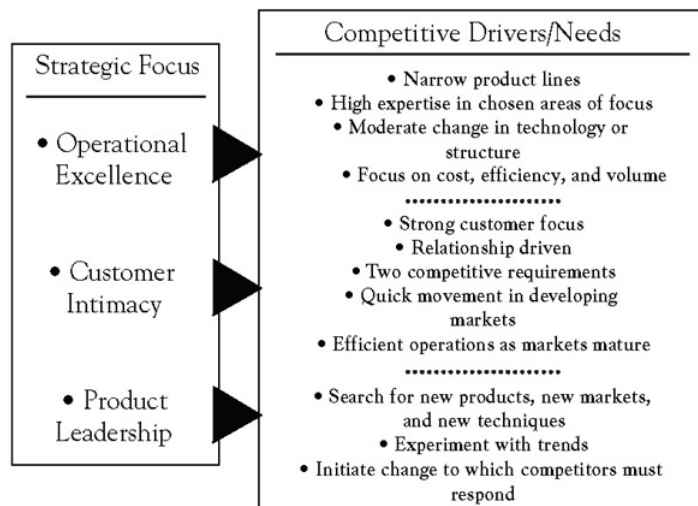 Strategic Focus
• Operational
Excellence
• Customer
Intimacy
• Product
Leadership
Competitive Drivers/Needs
• Narrow product lines
• High expertise in chosen areas of focus
• Moderate change in technology or
structure
• Focus on cost, efficiency, and volume
• Strong customer focus
• Relationship driven
• Two competitive requirements
• Quick movement in developing
markets
• Efficient operations as markets mature
• Search for new products, new markets,
and new techniques
• Experiment with trends
• Initiate change to which competitors must
respond